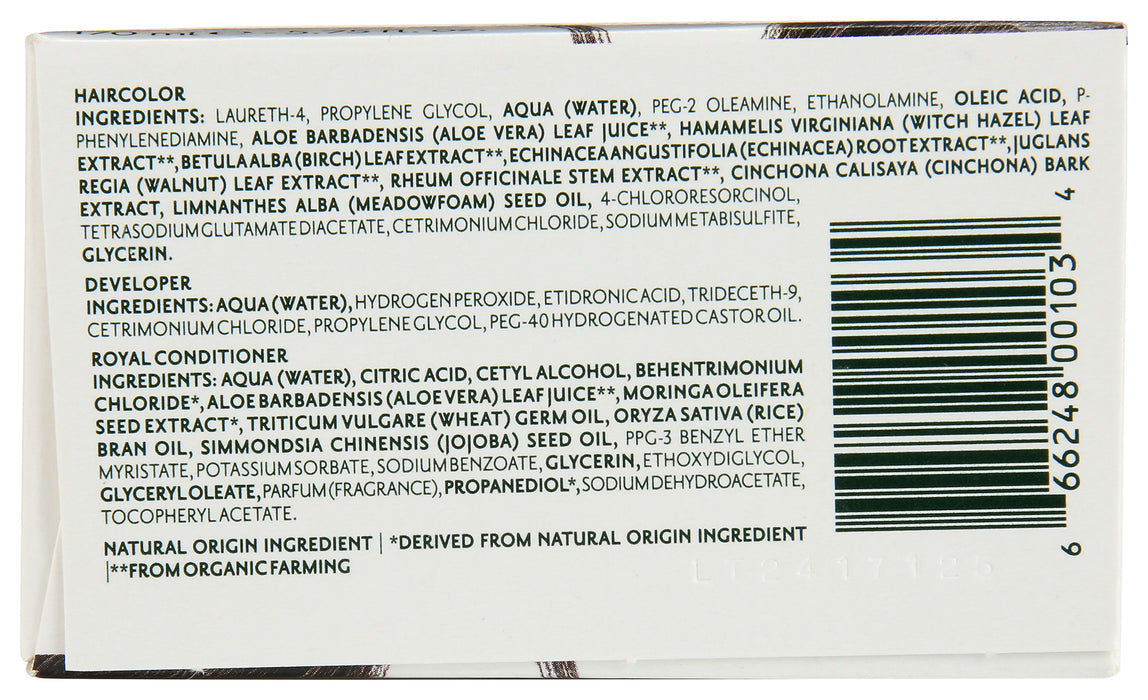 HAIRCOLOR
INGREDIENTS: LAURETH-4, PROPYLENE GLYCOL, AQUA (WATER), PEG-2 OLEAMINE, ETHANOLAMINE, OLEIC ACID, P-
PHENYLENEDIAMINE, ALOE BARBADENSIS (ALOE VERA) LEAF JUICE**, HAMAMELIS VIRGINIANA (WITCH HAZEL) LEAF
EXTRACT**, BETULA ALBA (BIRCH) LEAF EXTRACT**, ECHINACEA ANGUSTIFOLIA (ECHINACEA) ROOT EXTRACT**, JUGLANS
REGIA (WALNUT) LEAF EXTRACT**, RHEUM OFFICINALE STEM EXTRACT**, CINCHONA CALISAYA (CINCHONA) BARK
EXTRACT, LIMNANTHES ALBA (MEADOWFOAM) SEED OIL, 4-CHLORORESORCINOL,
TETRASODIUM GLUTAMATE DIACETATE, CETRIMONIUM CHLORIDE, SODIUM METABISULFITE,
GLYCERIN.
DEVELOPER
INGREDIENTS: AQUA (WATER), HYDROGEN PEROXIDE, ETIDRONIC ACID, TRIDECETH-9,
CETRIMONIUM CHLORIDE, PROPYLENE GLYCOL, PEG-40 HYDROGENATED CASTOR OIL.
ROYAL CONDITIONER
INGREDIENTS: AQUA (WATER), CITRIC ACID, CETYL ALCOHOL, BEHENTRIMONIUM
CHLORIDE*, ALOE BARBADENSIS (ALOE VERA) LEAF JUICE**, MORINGA OLEIFERA
SEED EXTRACT*, TRITICUM VULGARE (WHEAT) GERM OIL, ORYZA SATIVA (RICE)
BRAN OIL, SIMMONDSIA CHINENSIS (JOJOBA) SEED OIL, PPG-3 BENZYL ETHER
MYRISTATE, POTASSIUM SORBATE, SODIUM BENZOATE, GLYCERIN, ETHOXYDIGLYCOL,
GLYCERYL OLEATE, PARFUM (FRAGRANCE), PROPANEDIOL*, SODIUM DEHYDROACETATE,
TOCOPHERYL ACETATE.
NATURAL ORIGIN INGREDIENT | *DERIVED FROM NATURAL ORIGIN INGREDIENT
|**FROM ORGANIC FARMING
6 66248 00103 4
LT2417125